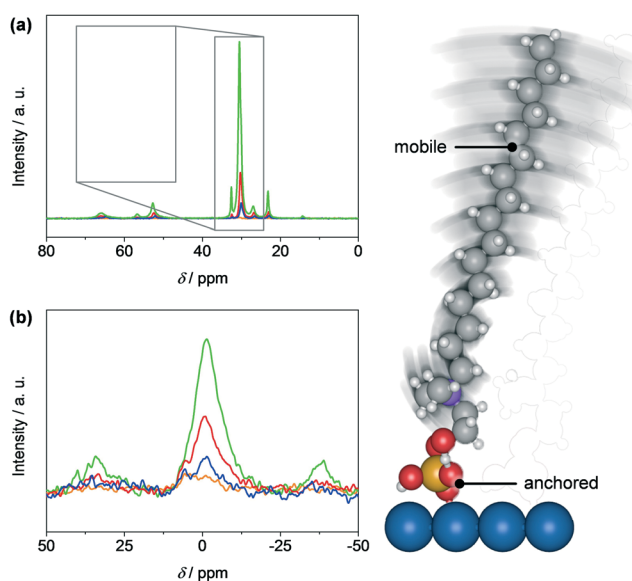 (a)
Intensity / a. u.
80
60
40
20
0
δ / ppm
(b)
Intensity / a. u.
50
25
0
-25
-50
δ / ppm
mobile
anchored